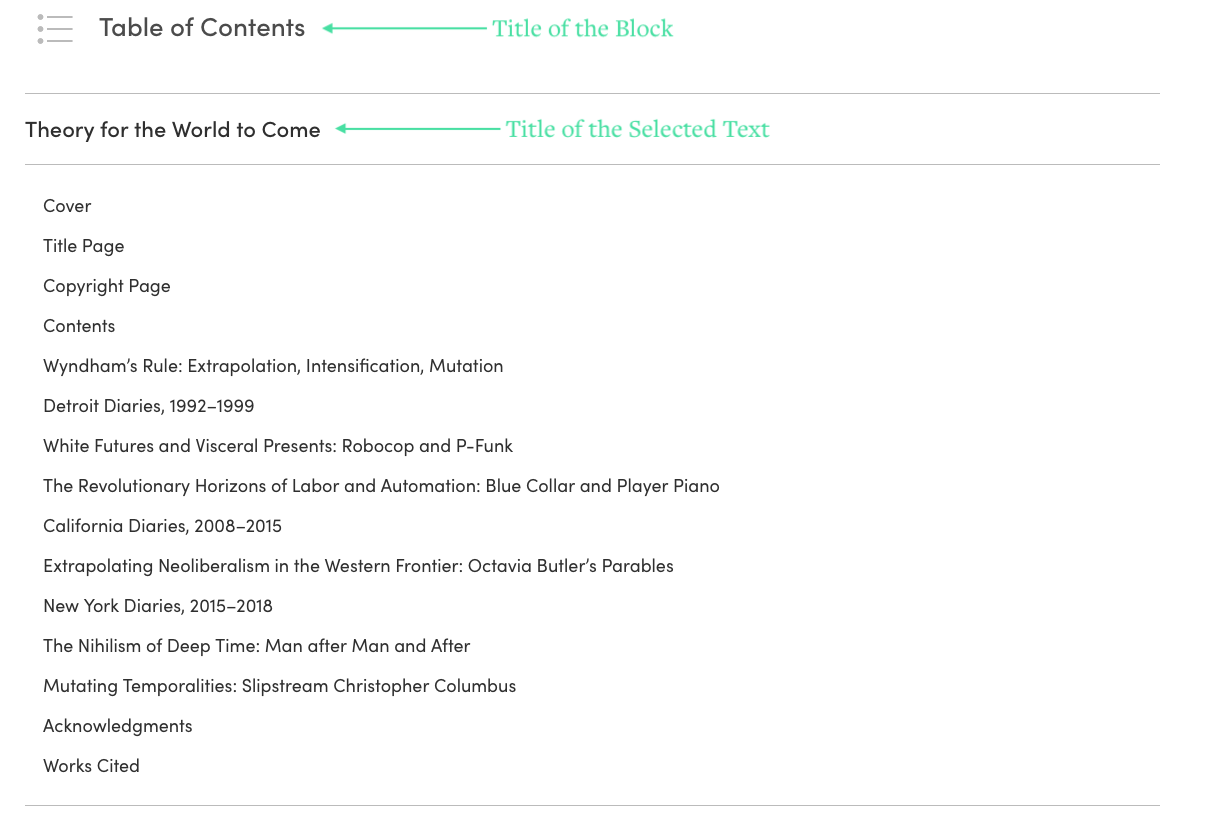 Table of Contents Title of the Block
Theory for the World to Come Title of the Selected Text
Cover
Title Page
Copyright Page
Contents
Wyndham’s Rule: Extrapolation, Intensification, Mutation
Detroit Diaries, 1992–1999
White Futures and Visceral Presents: Robocop and P-Funk
The Revolutionary Horizons of Labor and Automation: Blue Collar and Player Piano
California Diaries, 2008–2015
Extrapolating Neoliberalism in the Western Frontier: Octavia Butler’s Parables
New York Diaries, 2015–2018
The Nihilism of Deep Time: Man after Man and After
Mutating Temporalities: Slipstream Christopher Columbus
Acknowledgments
Works Cited